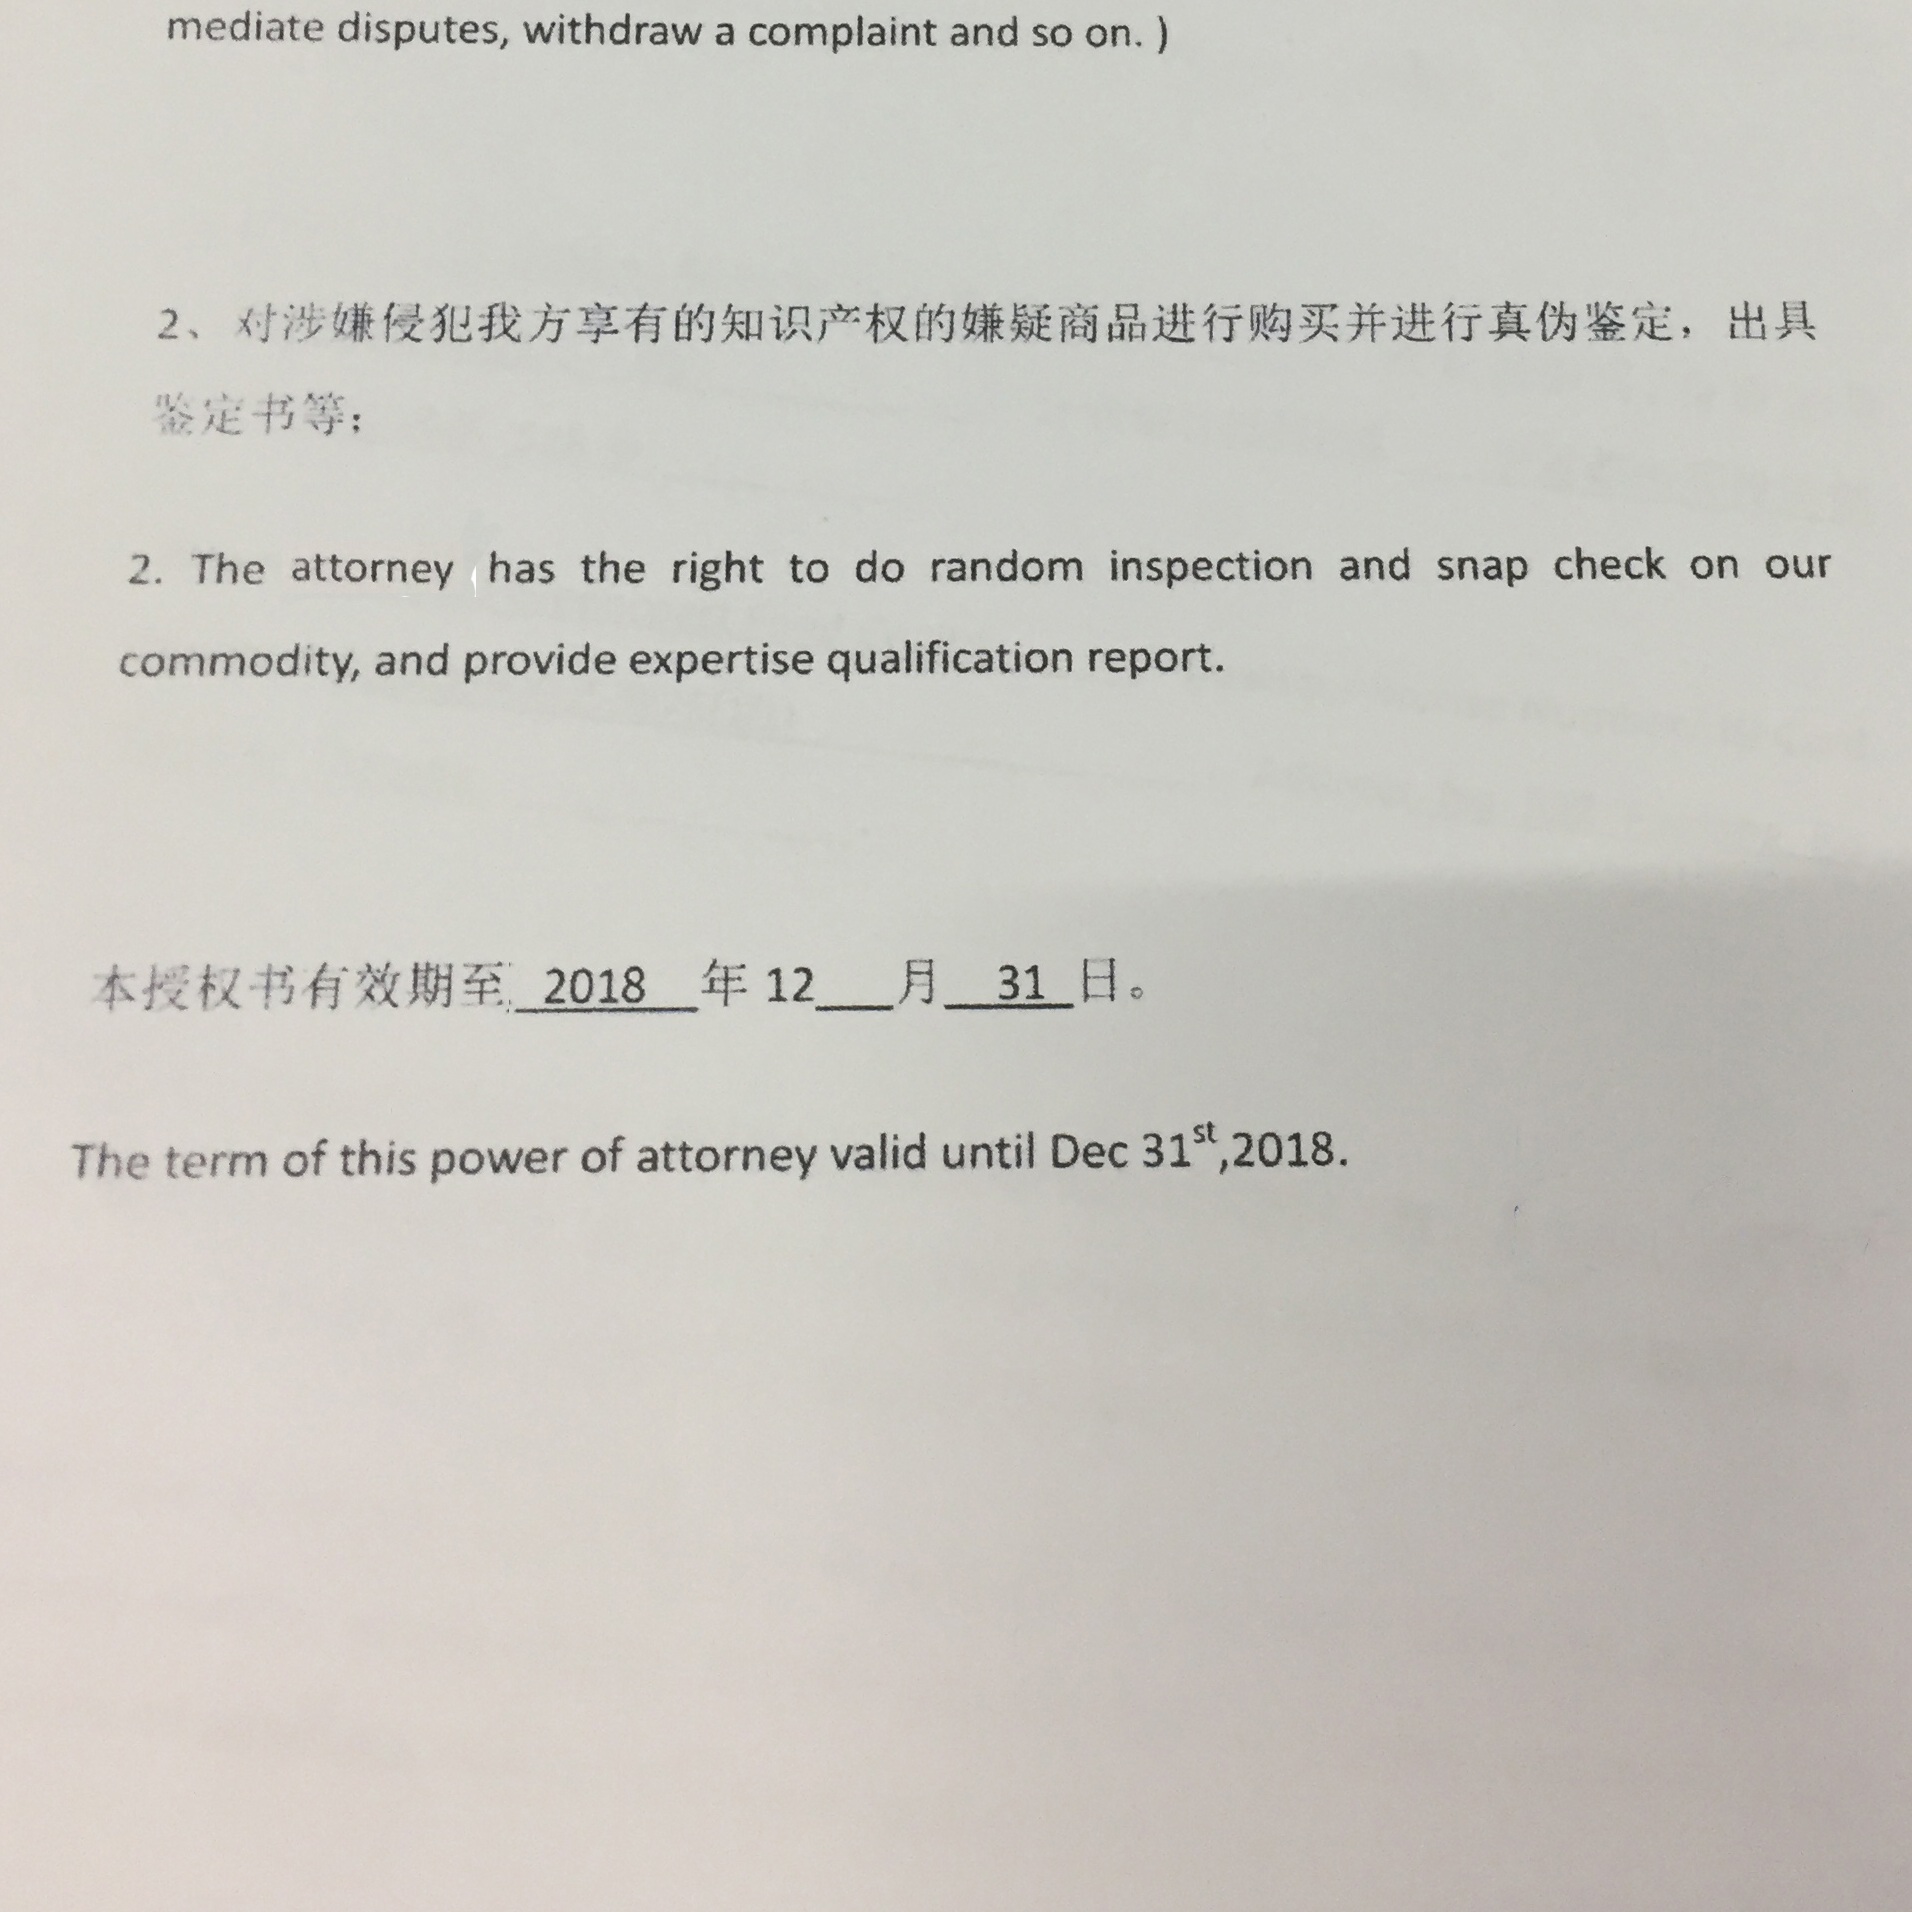 mediate disputes, withdraw a complaint and so on. )
2、对涉嫌侵犯我方享有的知识产权的嫌疑商品进行购买并进行真伪鉴定，出具
鉴定书等；
2. The attorney has the right to do random inspection and snap check on our
commodity, and provide expertise qualification report.
本授权书有效期至 2018 年 12 月 31 日。
The term of this power of attorney valid until Dec 31st,2018.